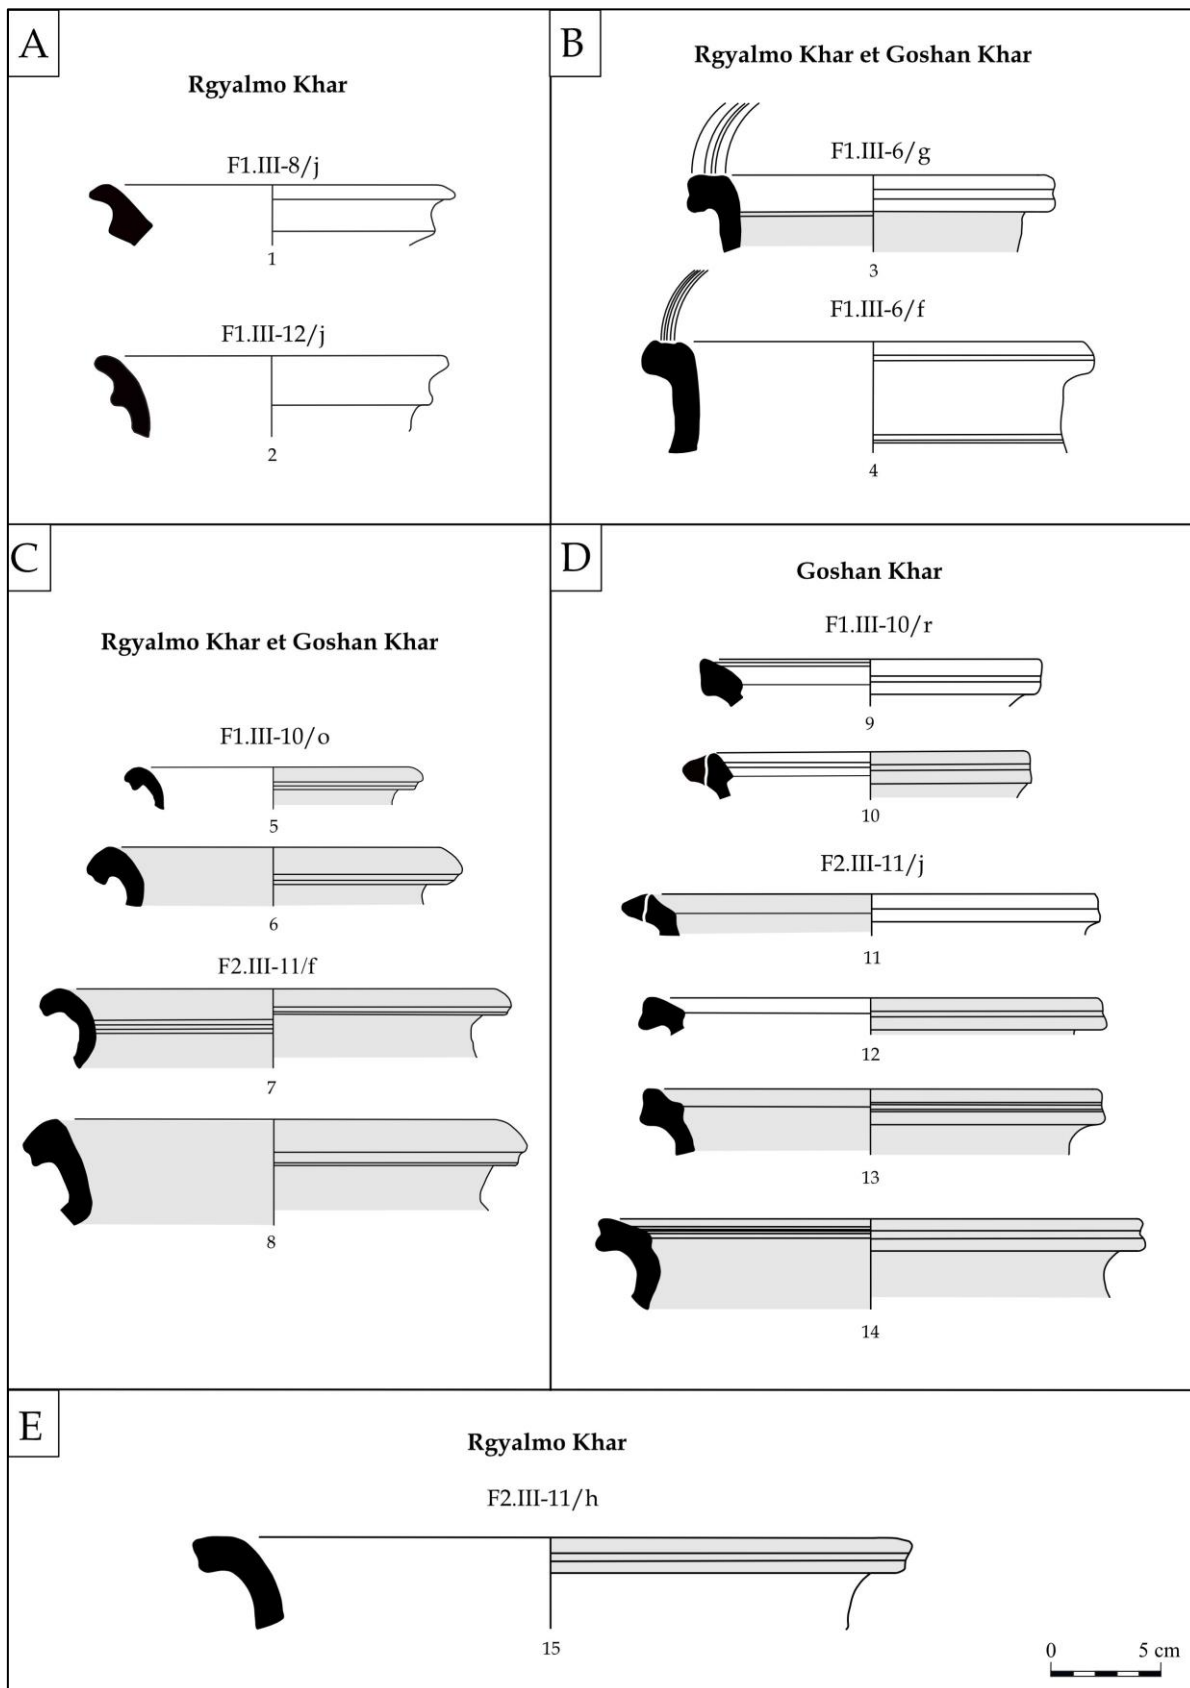 A
Rgyalmo Khar
F1.III-8/j
1
F1.III-12/j
2
B
Rgyalmo Khar et Goshan Khar
F1.III-6/g
3
F1.III-6/f
4
C
Rgyalmo Khar et Goshan Khar
F1.III-10/o
5
6
F2.III-11/f
7
8
D
Goshan Khar
F1.III-10/r
9
10
F2.III-11/j
11
12
13
14
E
Rgyalmo Khar
F2.III-11/h
15
0 5 cm